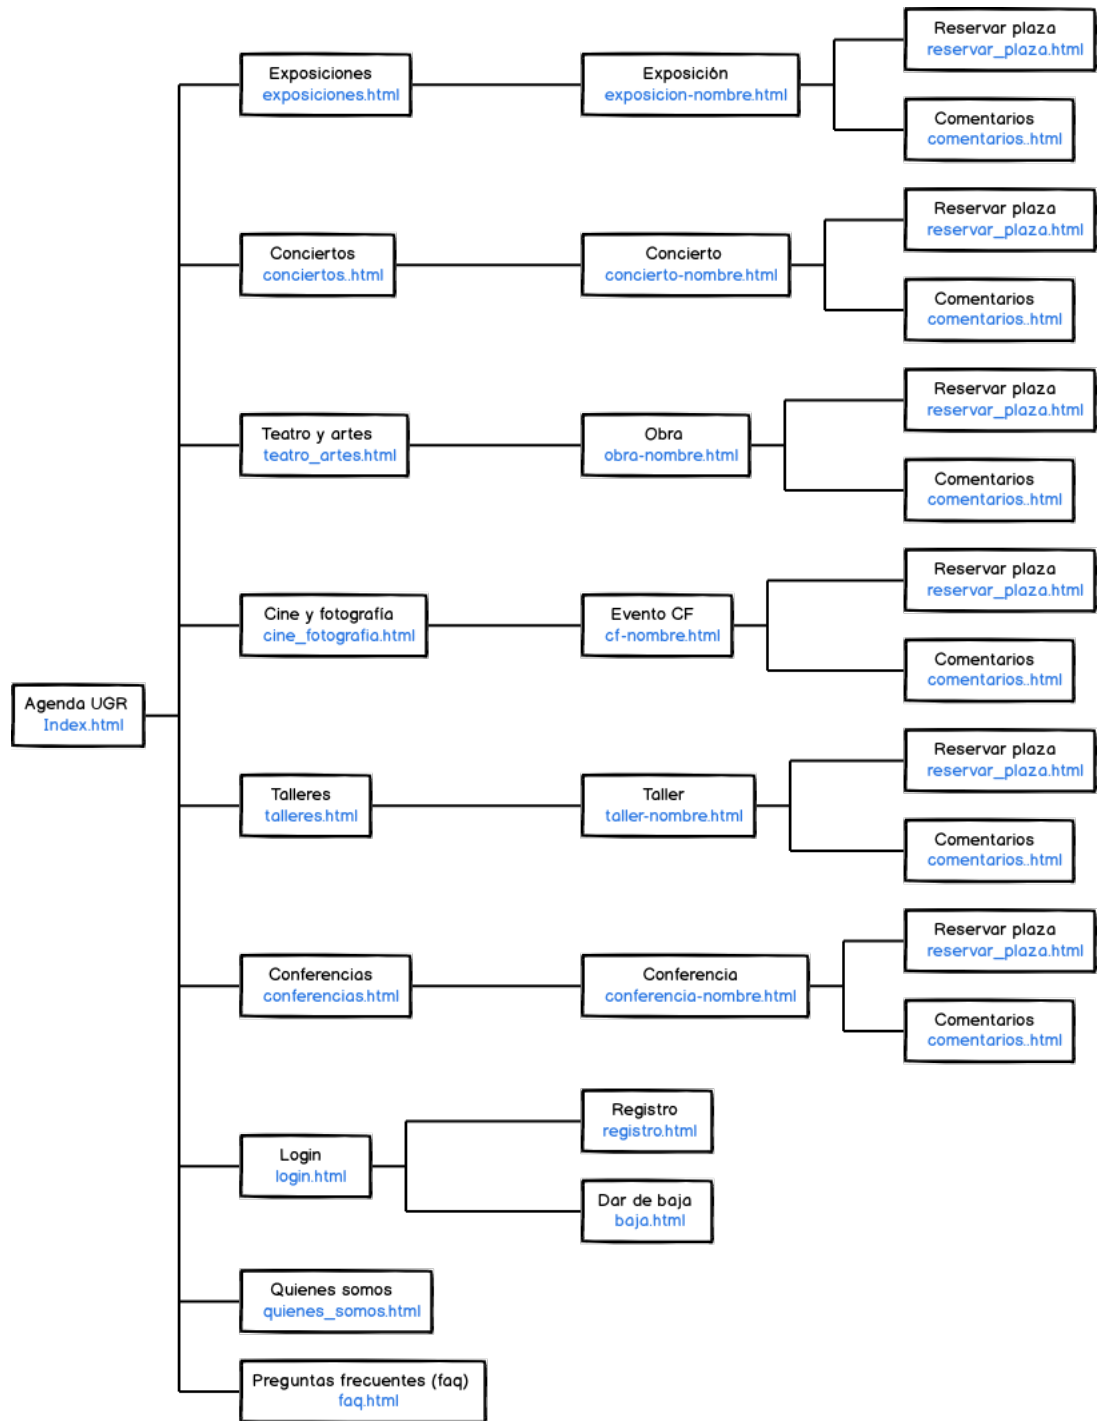 Reservar plaza
reservar_plaza.html
Exposiciones
exposiciones.html
Exposición
exposicion-nombre.html
Comentarios
comentarios..html
Reservar plaza
reservar_plaza.html
Conciertos
conciertos..html
Concierto
concierto-nombre.html
Comentarios
comentarios..html
Reservar plaza
reservar_plaza.html
Teatro y artes
teatro_artes.html
Obra
obra-nombre.html
Comentarios
comentarios..html
Reservar plaza
reservar_plaza.html
Cine y fotografía
cine_fotografia.html
Evento CF
cf-nombre.html
Comentarios
comentarios..html
Agenda UGR
Index.html
Reservar plaza
reservar_plaza.html
Talleres
talleres.html
Taller
taller-nombre.html
Comentarios
comentarios..html
Reservar plaza
reservar_plaza.html
Conferencias
conferencias.html
Conferencia
conferencia-nombre.html
Comentarios
comentarios..html
Registro
registro.html
Login
login.html
Dar de baja
baja.html
Quienes somos
quienes_somos.html
Preguntas frecuentes (faq)
faq.html